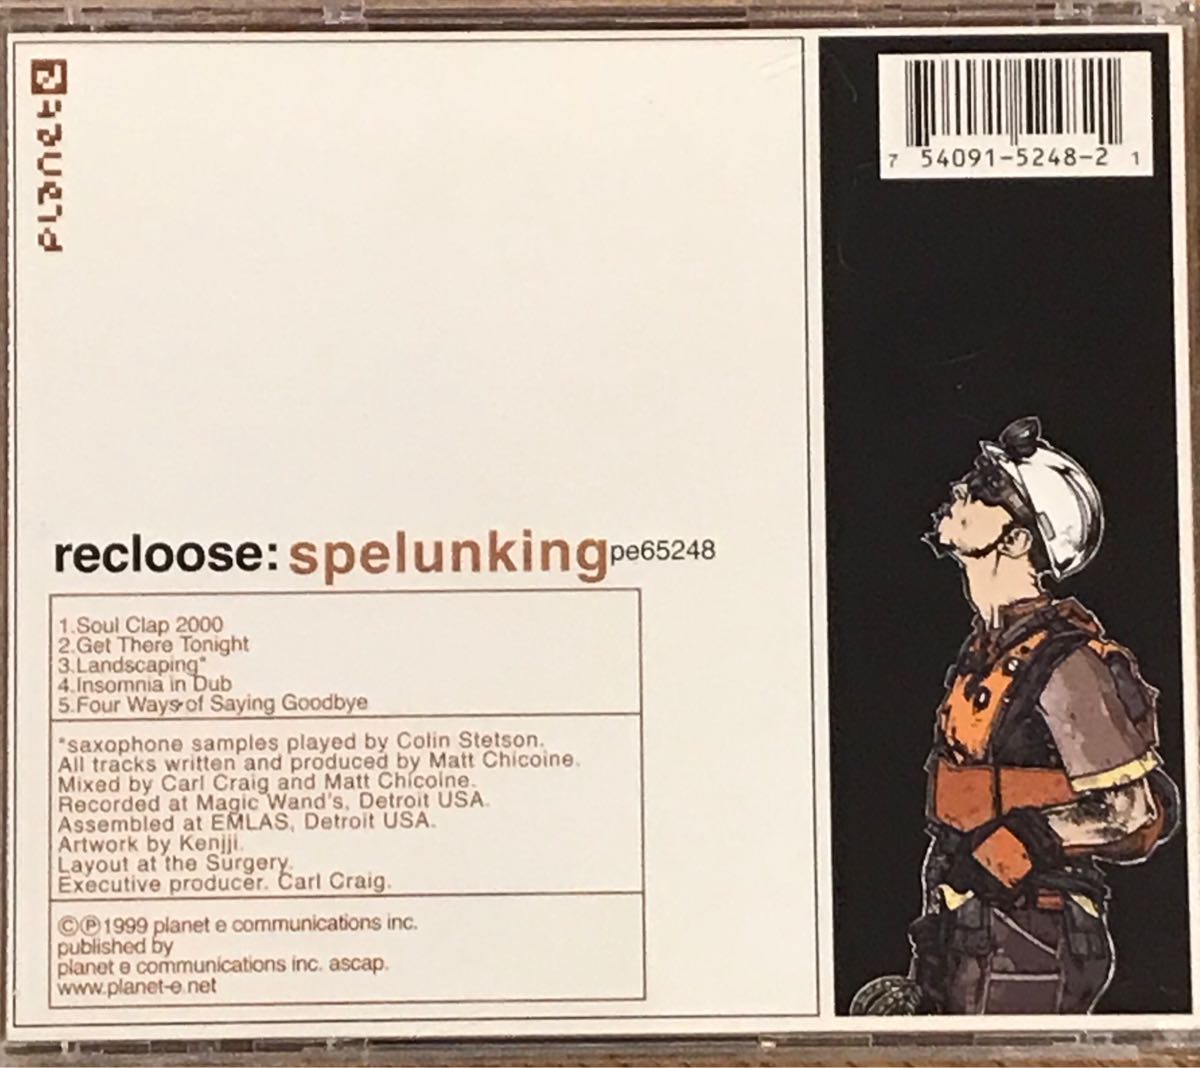 planet e
7 54091-5248-2 1
recloose: spelunking pe65248
1.Soul Clap 2000
2.Get There Tonight
3.Landscaping*
4.Insomnia in Dub
5.Four Ways of Saying Goodbye
*saxophone samples played by Colin Stetson.
All tracks written and produced by Matt Chicoine.
Mixed by Carl Craig and Matt Chicoine.
Recorded at Magic Wand's, Detroit USA.
Assembled at EMLAS, Detroit USA.
Artwork by Kenjji.
Layout at the Surgery.
Executive producer. Carl Craig.
©℗1999 planet e communications inc.
published by
planet e communications inc. ascap.
www.planet-e.net